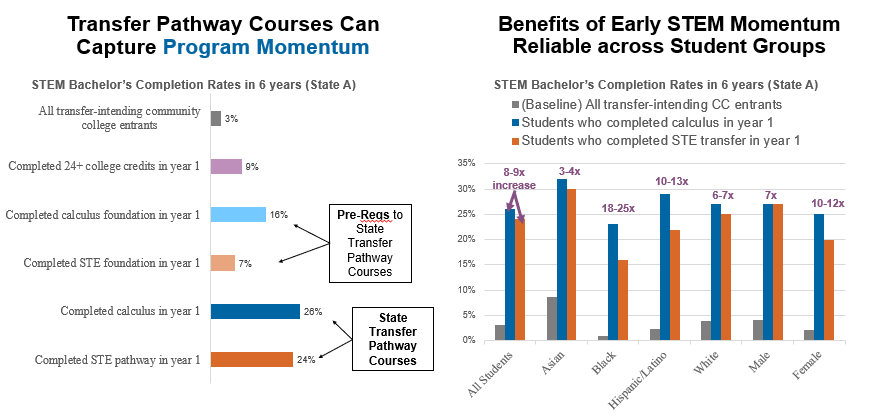 Transfer Pathway Courses Can
Capture Program Momentum
STEM Bachelor's Completion Rates in 6 years (State A)
All transfer-intending community
college entrants
3%
Completed 24+ college credits in year 1
9%
Completed calculus foundation in year 1
16%
Completed STE foundation in year 1
7%
Completed calculus in year 1
26%
Completed STE pathway in year 1
24%
Pre-Reqs to
State
Transfer
Pathway
Courses
State
Transfer
Pathway
Courses
Benefits of Early STEM Momentum
Reliable across Student Groups
STEM Bachelor's Completion Rates in 6 years (State A)
(Baseline) All transfer-intending CC entrants
Students who completed calculus in year 1
Students who completed STE transfer in year 1
35%
30%
25%
20%
15%
10%
5%
0%
8-9x
increase
3-4x
18-25x
10-13x
6-7x
7x
10-12x
All Students
Asian
Black
Hispanic/Latino
White
Male
Female